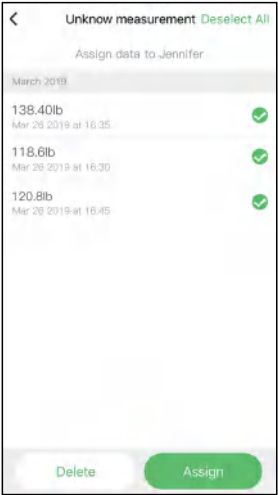 Unknow measurement Deselect All
Assign data to Jennifer
March 2019
138.40lb
Mar 26 2019 at 16:35
118.6lb
Mar 26 2019 at 16:30
120.8lb
Mar 26 2019 at 16:45
Delete Assign